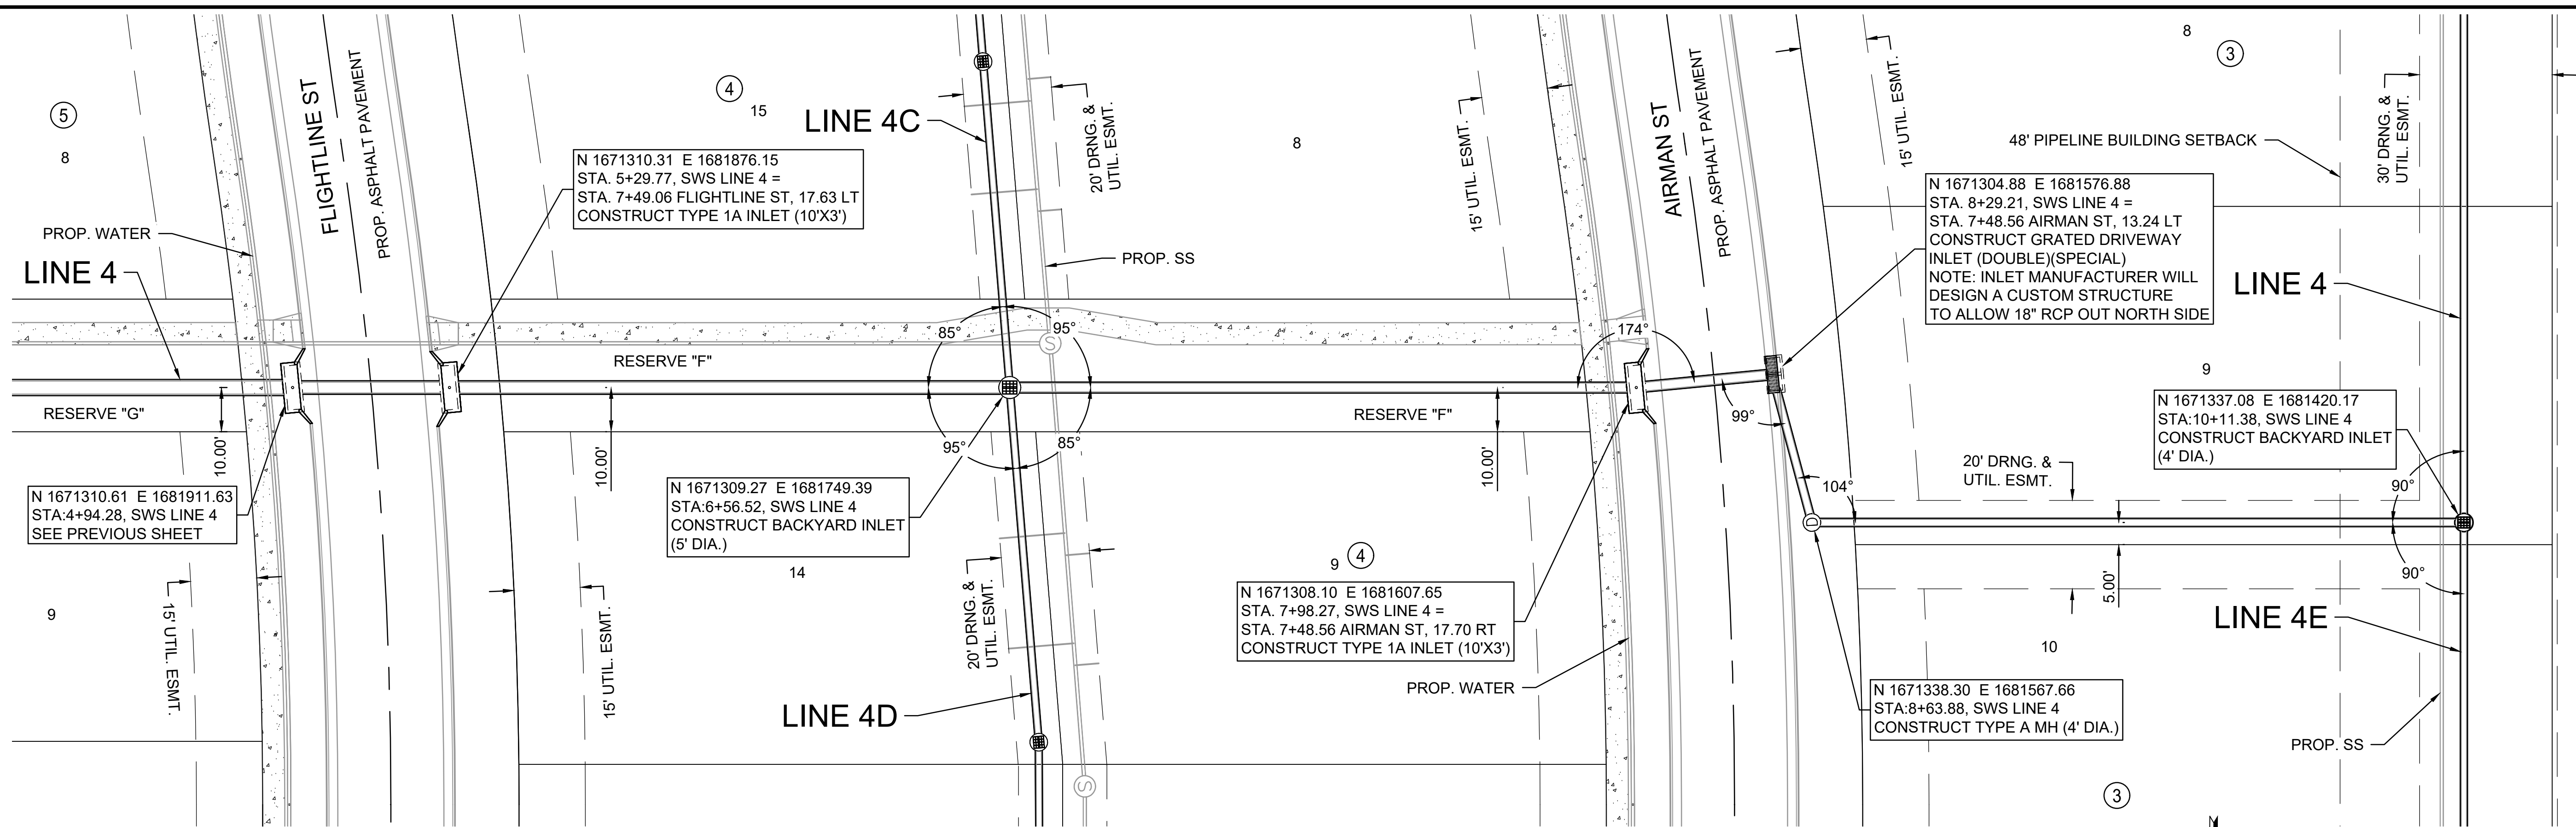 5
8
FLIGHTLINE ST
PROP. ASPHALT PAVEMENT
PROP. WATER
LINE 4
4
15
LINE 4C
N 1671310.31  E 1681876.15
STA. 5+29.77, SWS LINE 4 =
STA. 7+49.06 FLIGHTLINE ST, 17.63 LT
CONSTRUCT TYPE 1A INLET (10'X3')
20' DRNG. &
UTIL. ESMT.
PROP. SS
8
15' UTIL. ESMT.
15' UTIL. ESMT.
AIRMAN ST
PROP. ASPHALT PAVEMENT
15' UTIL. ESMT.
8
3
48' PIPELINE BUILDING SETBACK
30' DRNG. &
UTIL. ESMT.
N 1671304.88  E 1681576.88
STA. 8+29.21, SWS LINE 4 =
STA. 7+48.56 AIRMAN ST, 13.24 LT
CONSTRUCT GRATED DRIVEWAY
INLET (DOUBLE)(SPECIAL)
NOTE: INLET MANUFACTURER WILL
DESIGN A CUSTOM STRUCTURE
TO ALLOW 18" RCP OUT NORTH SIDE
LINE 4
85°
95°
S
174°
RESERVE "F"
RESERVE "G"
RESERVE "F"
99°
9
N 1671337.08  E 1681420.17
STA:10+11.38, SWS LINE 4
CONSTRUCT BACKYARD INLET
(4' DIA.)
10.00'
10.00'
95°
85°
10.00'
20' DRNG. &
UTIL. ESMT.
104°
90°
D
90°
N 1671310.61  E 1681911.63
STA:4+94.28, SWS LINE 4
SEE PREVIOUS SHEET
N 1671309.27  E 1681749.39
STA:6+56.52, SWS LINE 4
CONSTRUCT BACKYARD INLET
(5' DIA.)
14
9
15' UTIL. ESMT.
20' DRNG. &
UTIL. ESMT.
9
4
N 1671308.10  E 1681607.65
STA. 7+98.27, SWS LINE 4 =
STA. 7+48.56 AIRMAN ST, 17.70 RT
CONSTRUCT TYPE 1A INLET (10'X3')
5.00'
LINE 4E
10
PROP. WATER
LINE 4D
N 1671338.30  E 1681567.66
STA:8+63.88, SWS LINE 4
CONSTRUCT TYPE A MH (4' DIA.)
PROP. SS
S
3